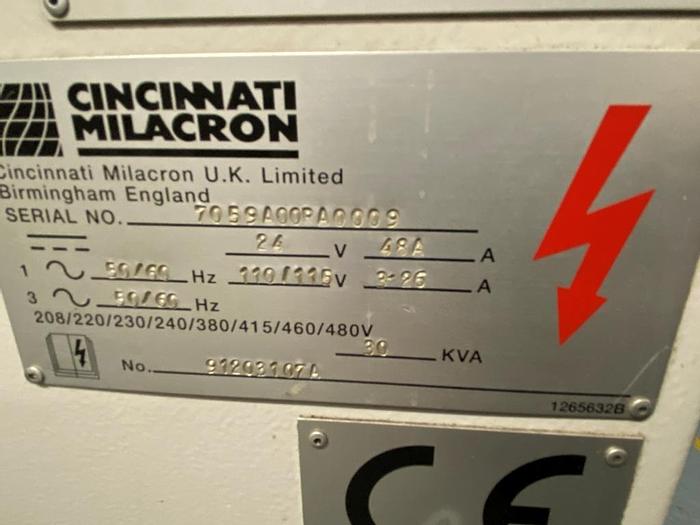 CINCINNATI
MILACRON
Cincinnati Milacron U.K. Limited
Birmingham England
SERIAL NO. 7059A00PA0009
24 V 48A A
1 50/60 Hz 110/115 V 3-26 A
3 50/60 Hz
208/220/230/240/380/415/460/480V
30 KVA
No. 91203107A
1265632B
CE